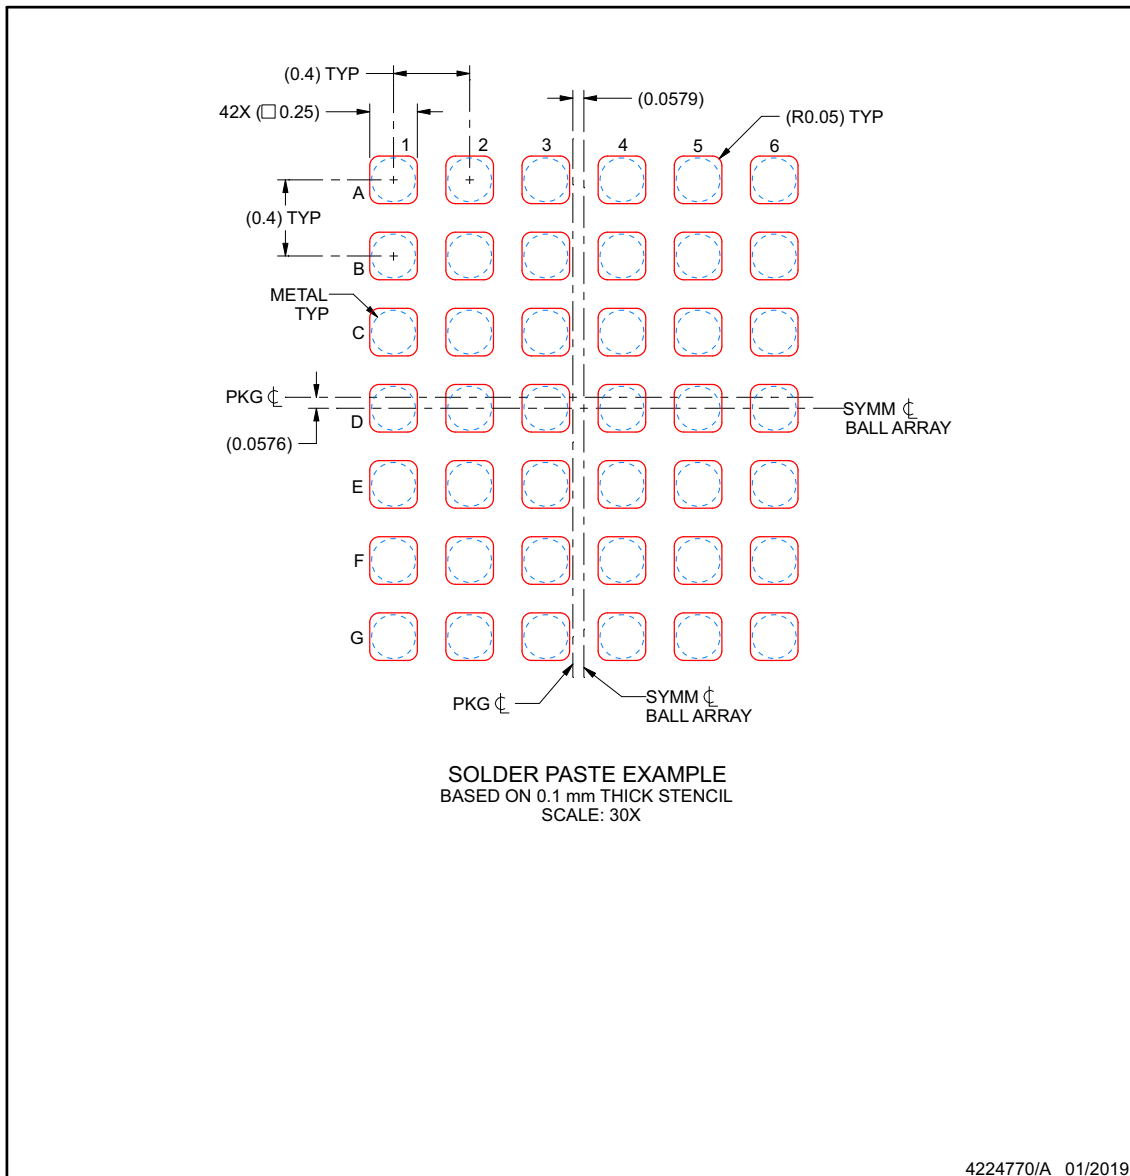 (0.4) TYP
(0.0579)
42X (□ 0.25)
(R0.05) TYP
1 2 3 4 5 6
A
(0.4) TYP
B
METAL
TYP
C
PKG ℄
SYMM ℄
BALL ARRAY
D
(0.0576)
E
F
G
PKG ℄
SYMM ℄
BALL ARRAY
SOLDER PASTE EXAMPLE
BASED ON 0.1 mm THICK STENCIL
SCALE: 30X
4224770/A 01/2019